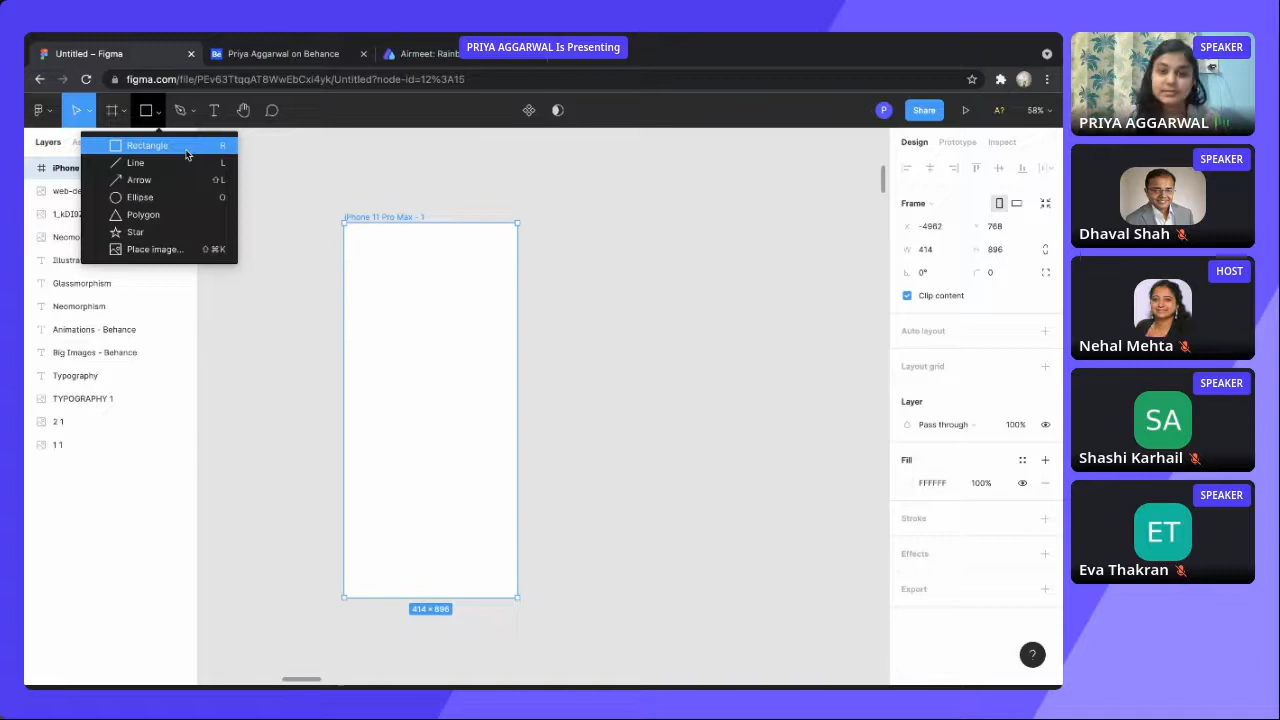 PRIYA AGGARWAL Is Presenting
Untitled – Figma
Priya Aggarwal on Behance
Airmeet: Rainb
figma.com/file/PEv63TtqqAT8WwEbCxi4yk/Untitled?node-id=12%3A15
P
Share
A?
58%
Layers
Rectangle R
Line L
Arrow ⇧L
Ellipse O
Polygon
Star
Place image... ⇧⌘K
iPhone
web-de
Neomo
Illustrat
Glassmorphism
Neomorphism
Animations - Behance
Big Images - Behance
Typography
TYPOGRAPHY 1
2 1
1 1
iPhone 11 Pro Max - 1
414 × 896
Design Prototype Inspect
Frame
X -4962 Y 768
W 414 H 896
0° 0
Clip content
Auto layout
Layout grid
Layer
Pass through 100%
Fill
FFFFFF 100%
Stroke
Effects
Export
?
SPEAKER
PRIYA AGGARWAL
SPEAKER
Dhaval Shah
HOST
Nehal Mehta
SPEAKER
SA
Shashi Karhail
SPEAKER
ET
Eva Thakran